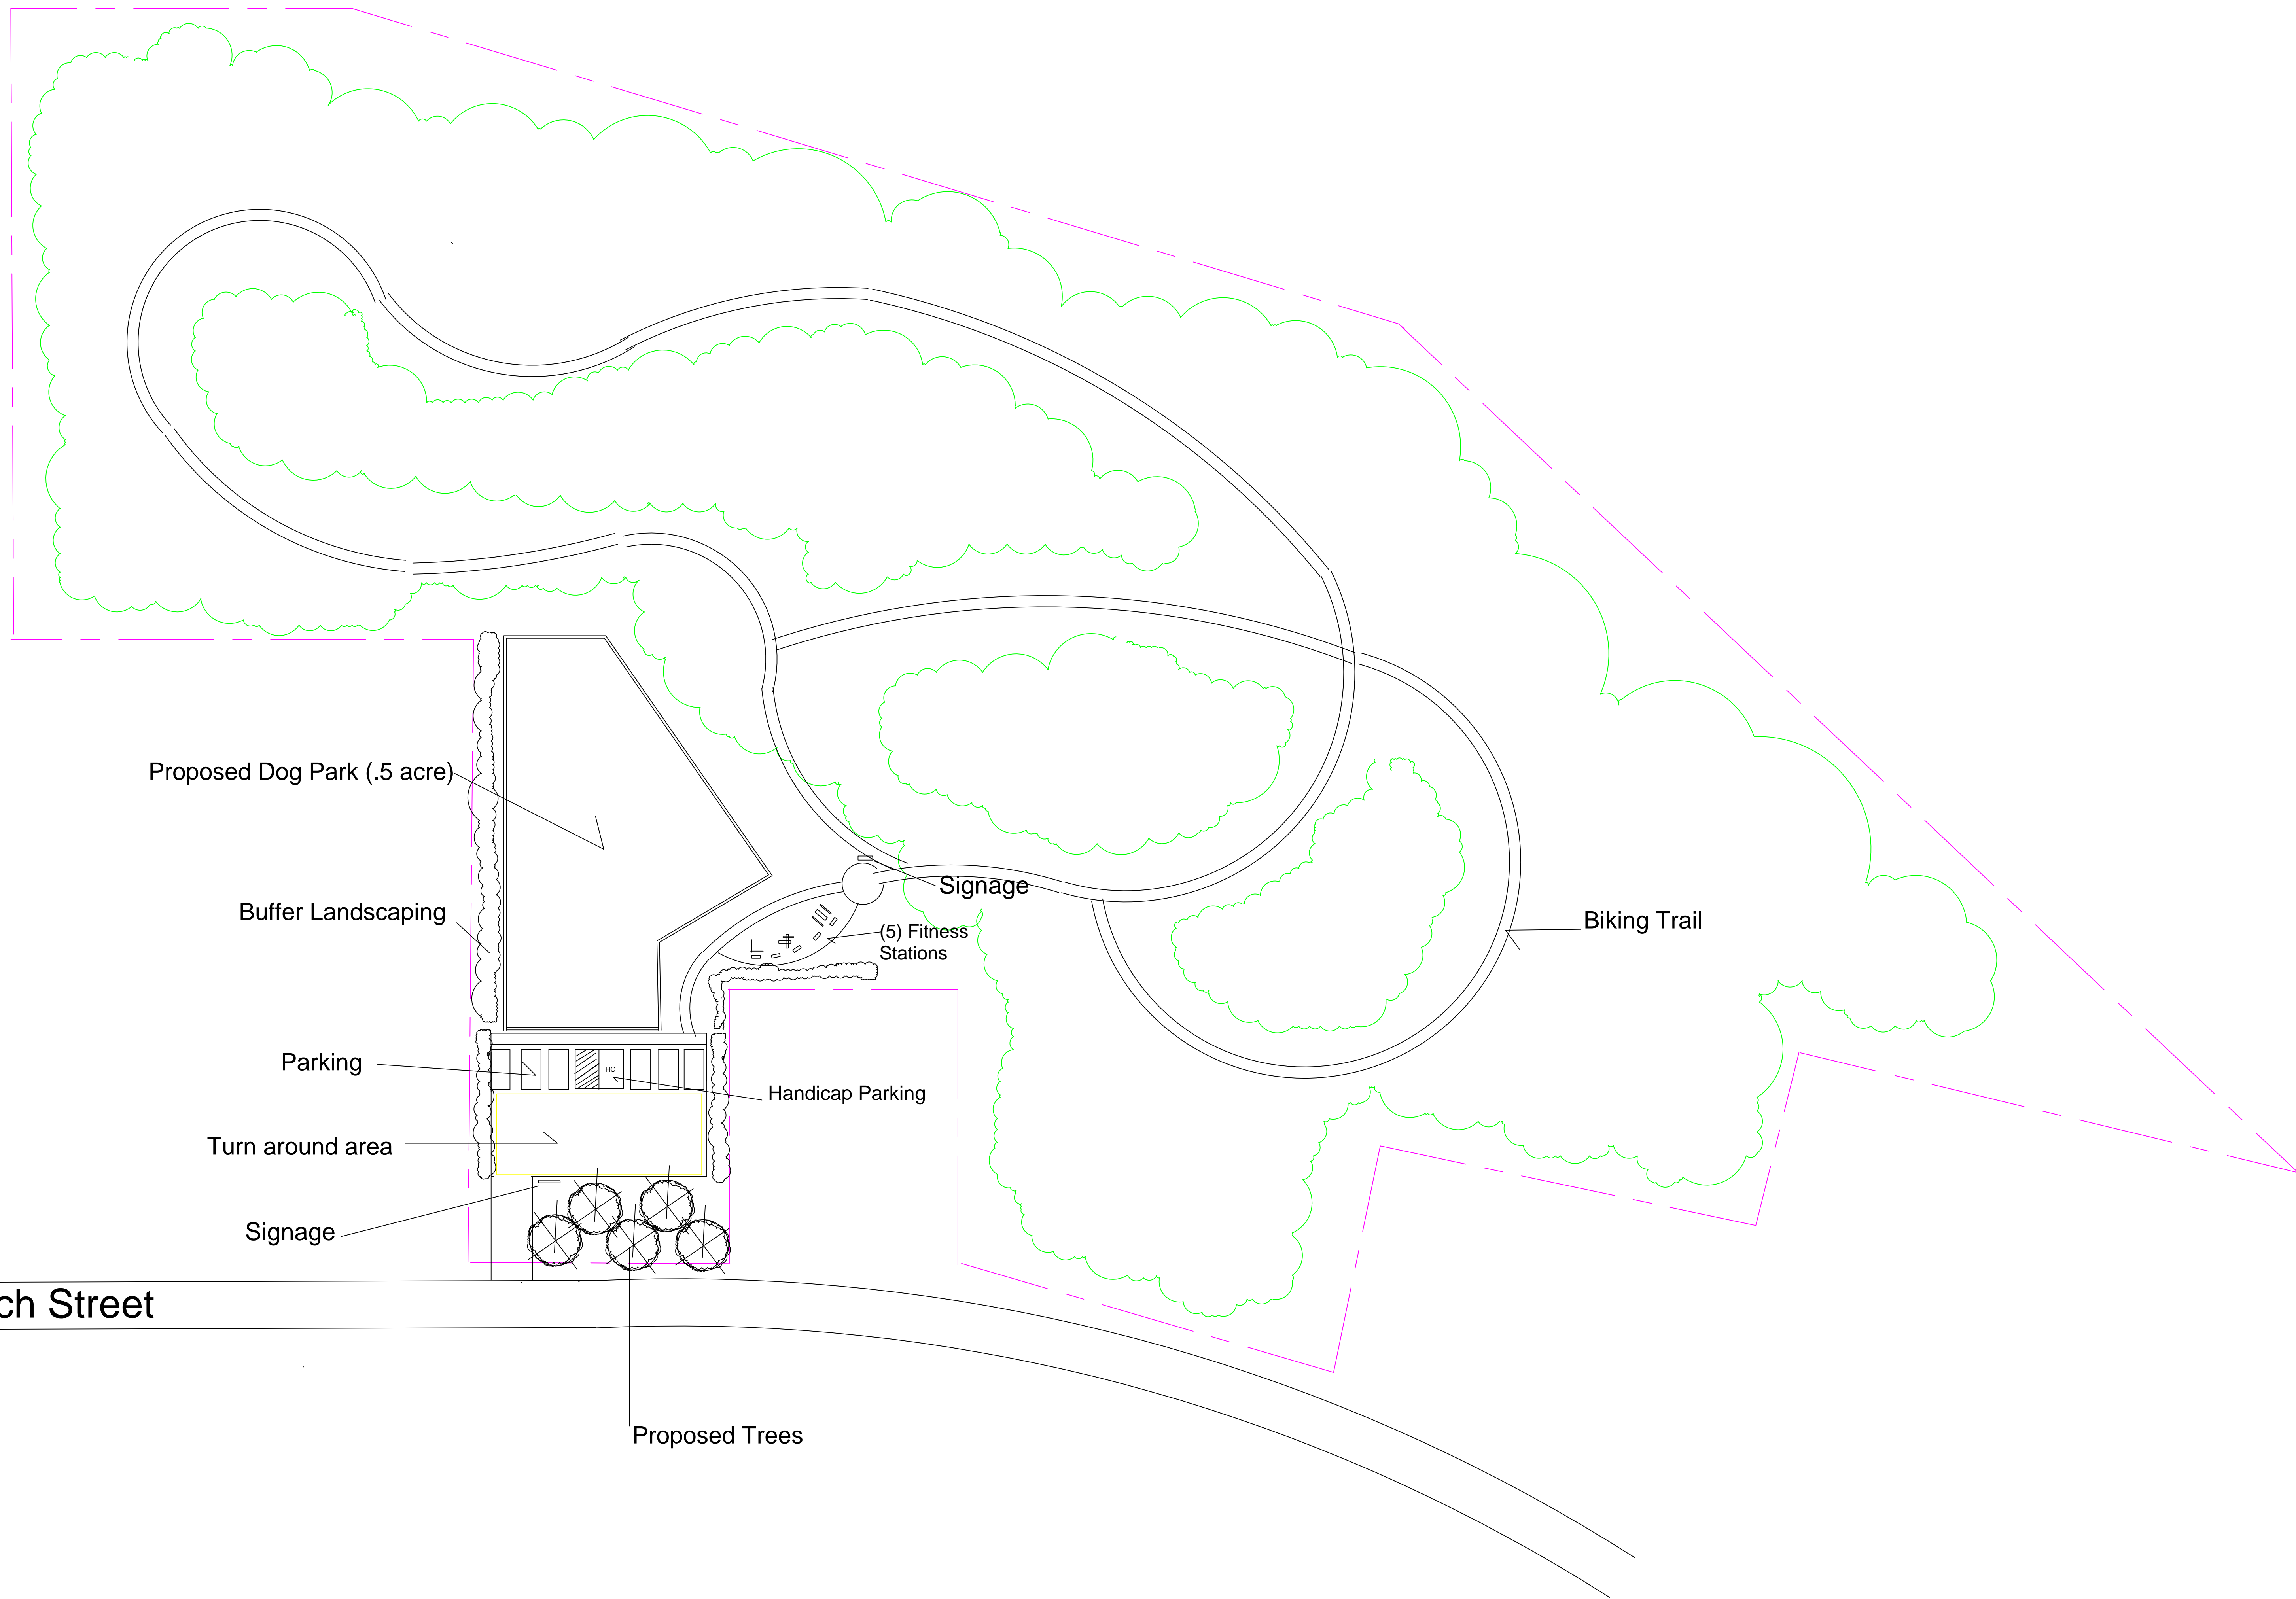 Proposed Dog Park (.5 acre)
Signage
Buffer Landscaping
(5) Fitness
Stations
Biking Trail
Parking
HC
Handicap Parking
Turn around area
Signage
ch Street
Proposed Trees